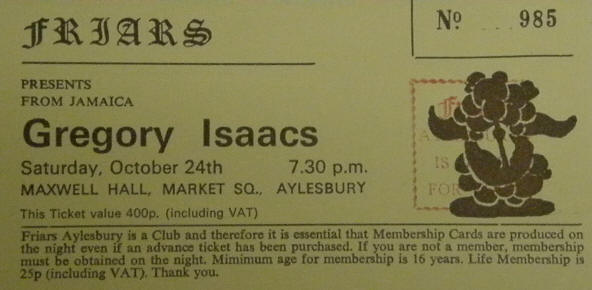 FRIARS
Nº 985
PRESENTS
FROM JAMAICA
Gregory Isaacs
Saturday, October 24th 7.30 p.m.
MAXWELL HALL, MARKET SQ., AYLESBURY
IS
FOR
This Ticket value 400p. (including VAT)
Friars Aylesbury is a Club and therefore it is essential that Membership Cards are produced on
the night even if an advance ticket has been purchased. If you are not a member, membership
must be obtained on the night. Mimimum age for membership is 16 years. Life Membership is
25p (including VAT). Thank you.